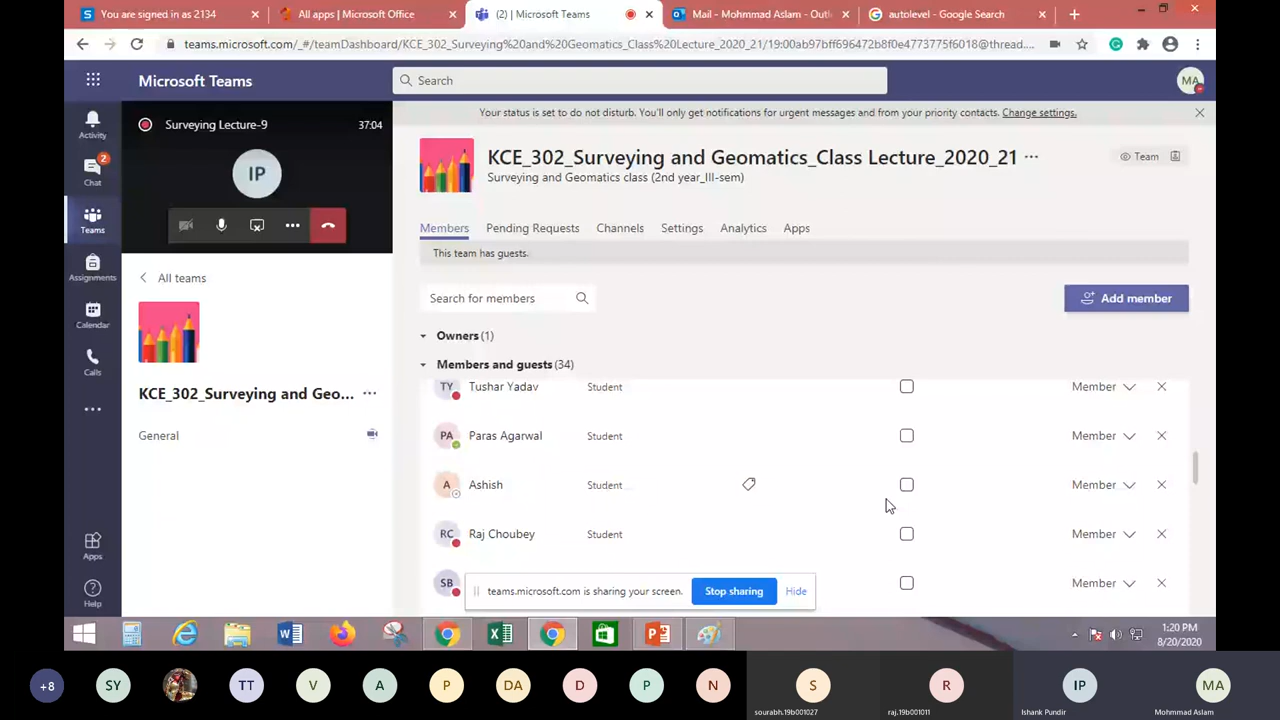 You are signed in as 2134
All apps | Microsoft Office
(2) | Microsoft Teams
Mail - Mohmmad Aslam - Outl
autolevel - Google Search
teams.microsoft.com/_#/teamDashboard/KCE_302_Surveying%20and%20Geomatics_Class%20Lecture_2020_21/19:00ab97bff696472b8f0e4773775f6018@thread....
Microsoft Teams
Search
MA
Your status is set to do not disturb. You'll only get notifications for urgent messages and from your priority contacts. Change settings.
Activity
2
Chat
Teams
Assignments
Calendar
Calls
Apps
Help
Surveying Lecture-9
37:04
IP
All teams
KCE_302_Surveying and Geo...
General
KCE_302_Surveying and Geomatics_Class Lecture_2020_21
Surveying and Geomatics class (2nd year_III-sem)
Team
Members Pending Requests Channels Settings Analytics Apps
This team has guests.
Search for members
Add member
Owners (1)
Members and guests (34)
TY Tushar Yadav Student Member
PA Paras Agarwal Student Member
A Ashish Student Member
RC Raj Choubey Student Member
SB Member
teams.microsoft.com is sharing your screen. Stop sharing Hide
1:20 PM
8/20/2020
+8 SY TT V A P DA D P N S R IP MA
sourabh.19b001027
raj.19b001011
Ishank Pundir
Mohmmad Aslam